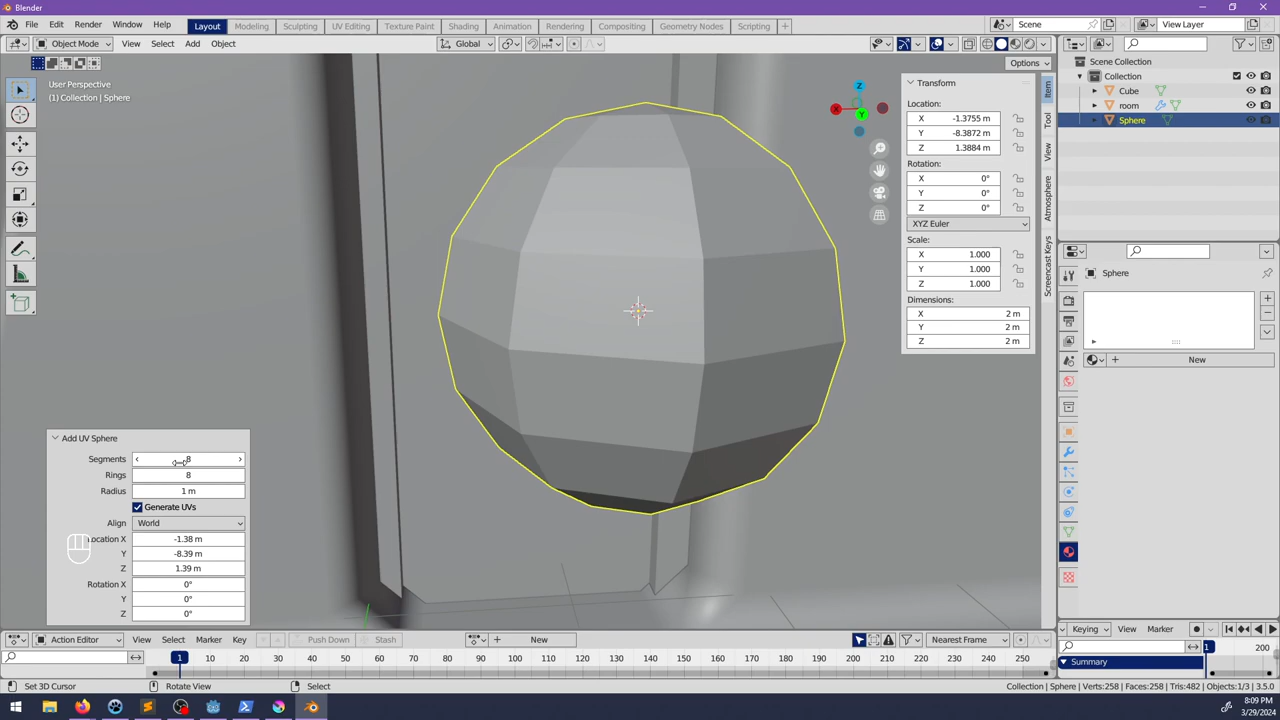 Blender
File Edit Render Window Help Layout Modeling Sculpting UV Editing Texture Paint Shading Animation Rendering Compositing Geometry Nodes Scripting + Scene View Layer
Object Mode View Select Add Object Global
Options
User Perspective
(1) Collection | Sphere
X Y Z
Transform
Location:
X -1.3755 m
Y -8.3872 m
Z 1.3884 m
Rotation:
X 0°
Y 0°
Z 0°
XYZ Euler
Scale:
X 1.000
Y 1.000
Z 1.000
Dimensions:
X 2 m
Y 2 m
Z 2 m
Item
Tool
View
Atmosphere
Screencast Keys
Scene Collection
Collection
Cube
room
Sphere
Sphere
New
Add UV Sphere
Segments 8
Rings 8
Radius 1 m
Generate UVs
Align World
Location X -1.38 m
Y -8.39 m
Z 1.39 m
Rotation X 0°
Y 0°
Z 0°
Action Editor View Select Marker Key Push Down Stash New Nearest Frame Keying View Marker
1 10 20 30 40 50 60 70 80 90 100 110 120 130 140 150 160 170 180 190 200 210 220 230 240 250 1 200
Summary
Set 3D Cursor Rotate View Select Collection | Sphere | Verts:258 | Faces:258 | Tris:482 | Objects:1/3 | 3.5.0
8:09 PM
3/29/2024